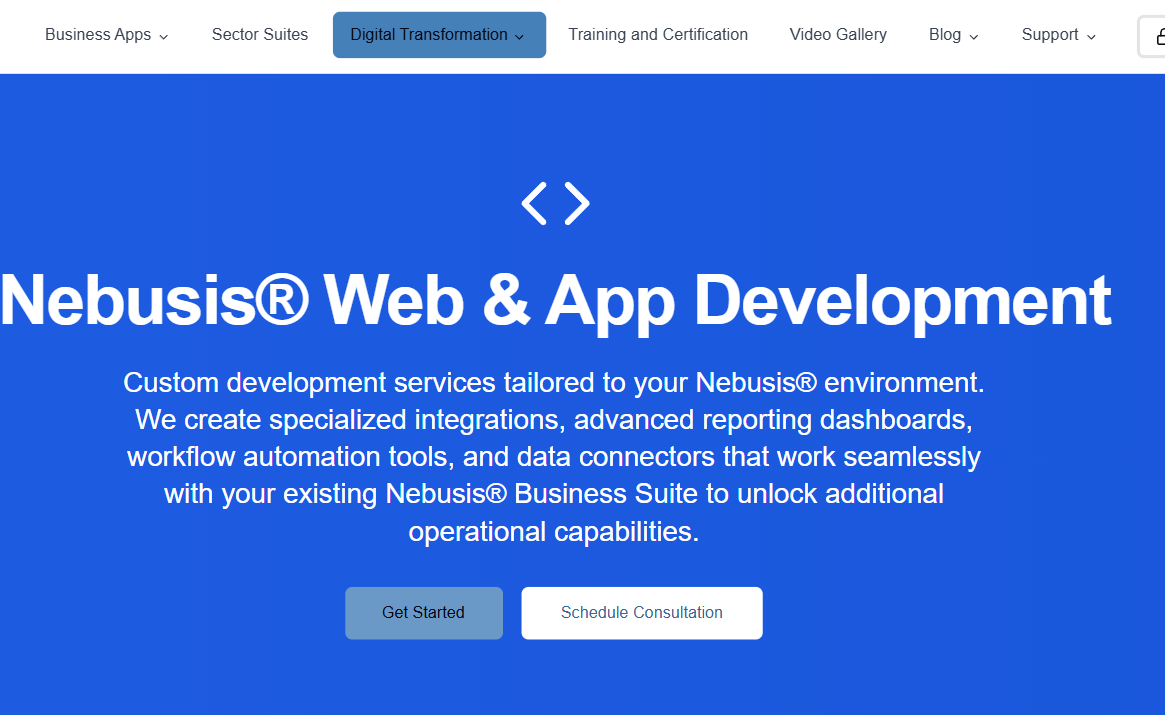 Business Apps Sector Suites Digital Transformation Training and Certification Video Gallery Blog Support
Nebusis® Web & App Development
Custom development services tailored to your Nebusis® environment.
We create specialized integrations, advanced reporting dashboards,
workflow automation tools, and data connectors that work seamlessly
with your existing Nebusis® Business Suite to unlock additional
operational capabilities.
Get Started Schedule Consultation